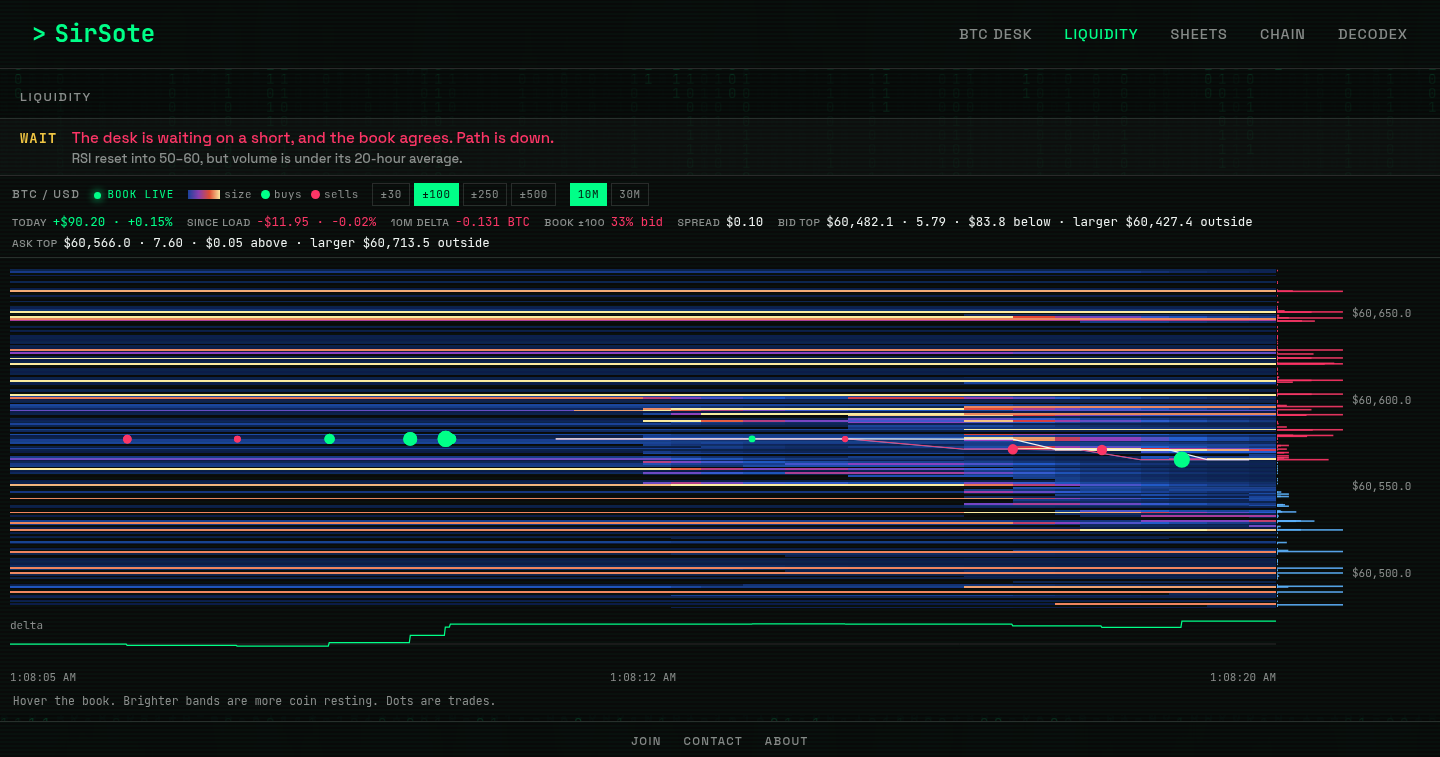 > SirSote
BTC DESK LIQUIDITY SHEETS CHAIN DECODEX
LIQUIDITY
WAIT The desk is waiting on a short, and the book agrees. Path is down.
RSI reset into 50–60, but volume is under its 20-hour average.
BTC / USD BOOK LIVE size buys sells ±30 ±100 ±250 ±500 10M 30M
TODAY +$90.20 · +0.15% SINCE LOAD -$11.95 · -0.02% 10M DELTA -0.131 BTC BOOK ±100 33% bid SPREAD $0.10 BID TOP $60,482.1 · 5.79 · $83.8 below · larger $60,427.4 outside
ASK TOP $60,566.0 · 7.60 · $0.05 above · larger $60,713.5 outside
$60,650.0
$60,600.0
$60,550.0
$60,500.0
delta
1:08:05 AM 1:08:12 AM 1:08:20 AM
Hover the book. Brighter bands are more coin resting. Dots are trades.
JOIN CONTACT ABOUT